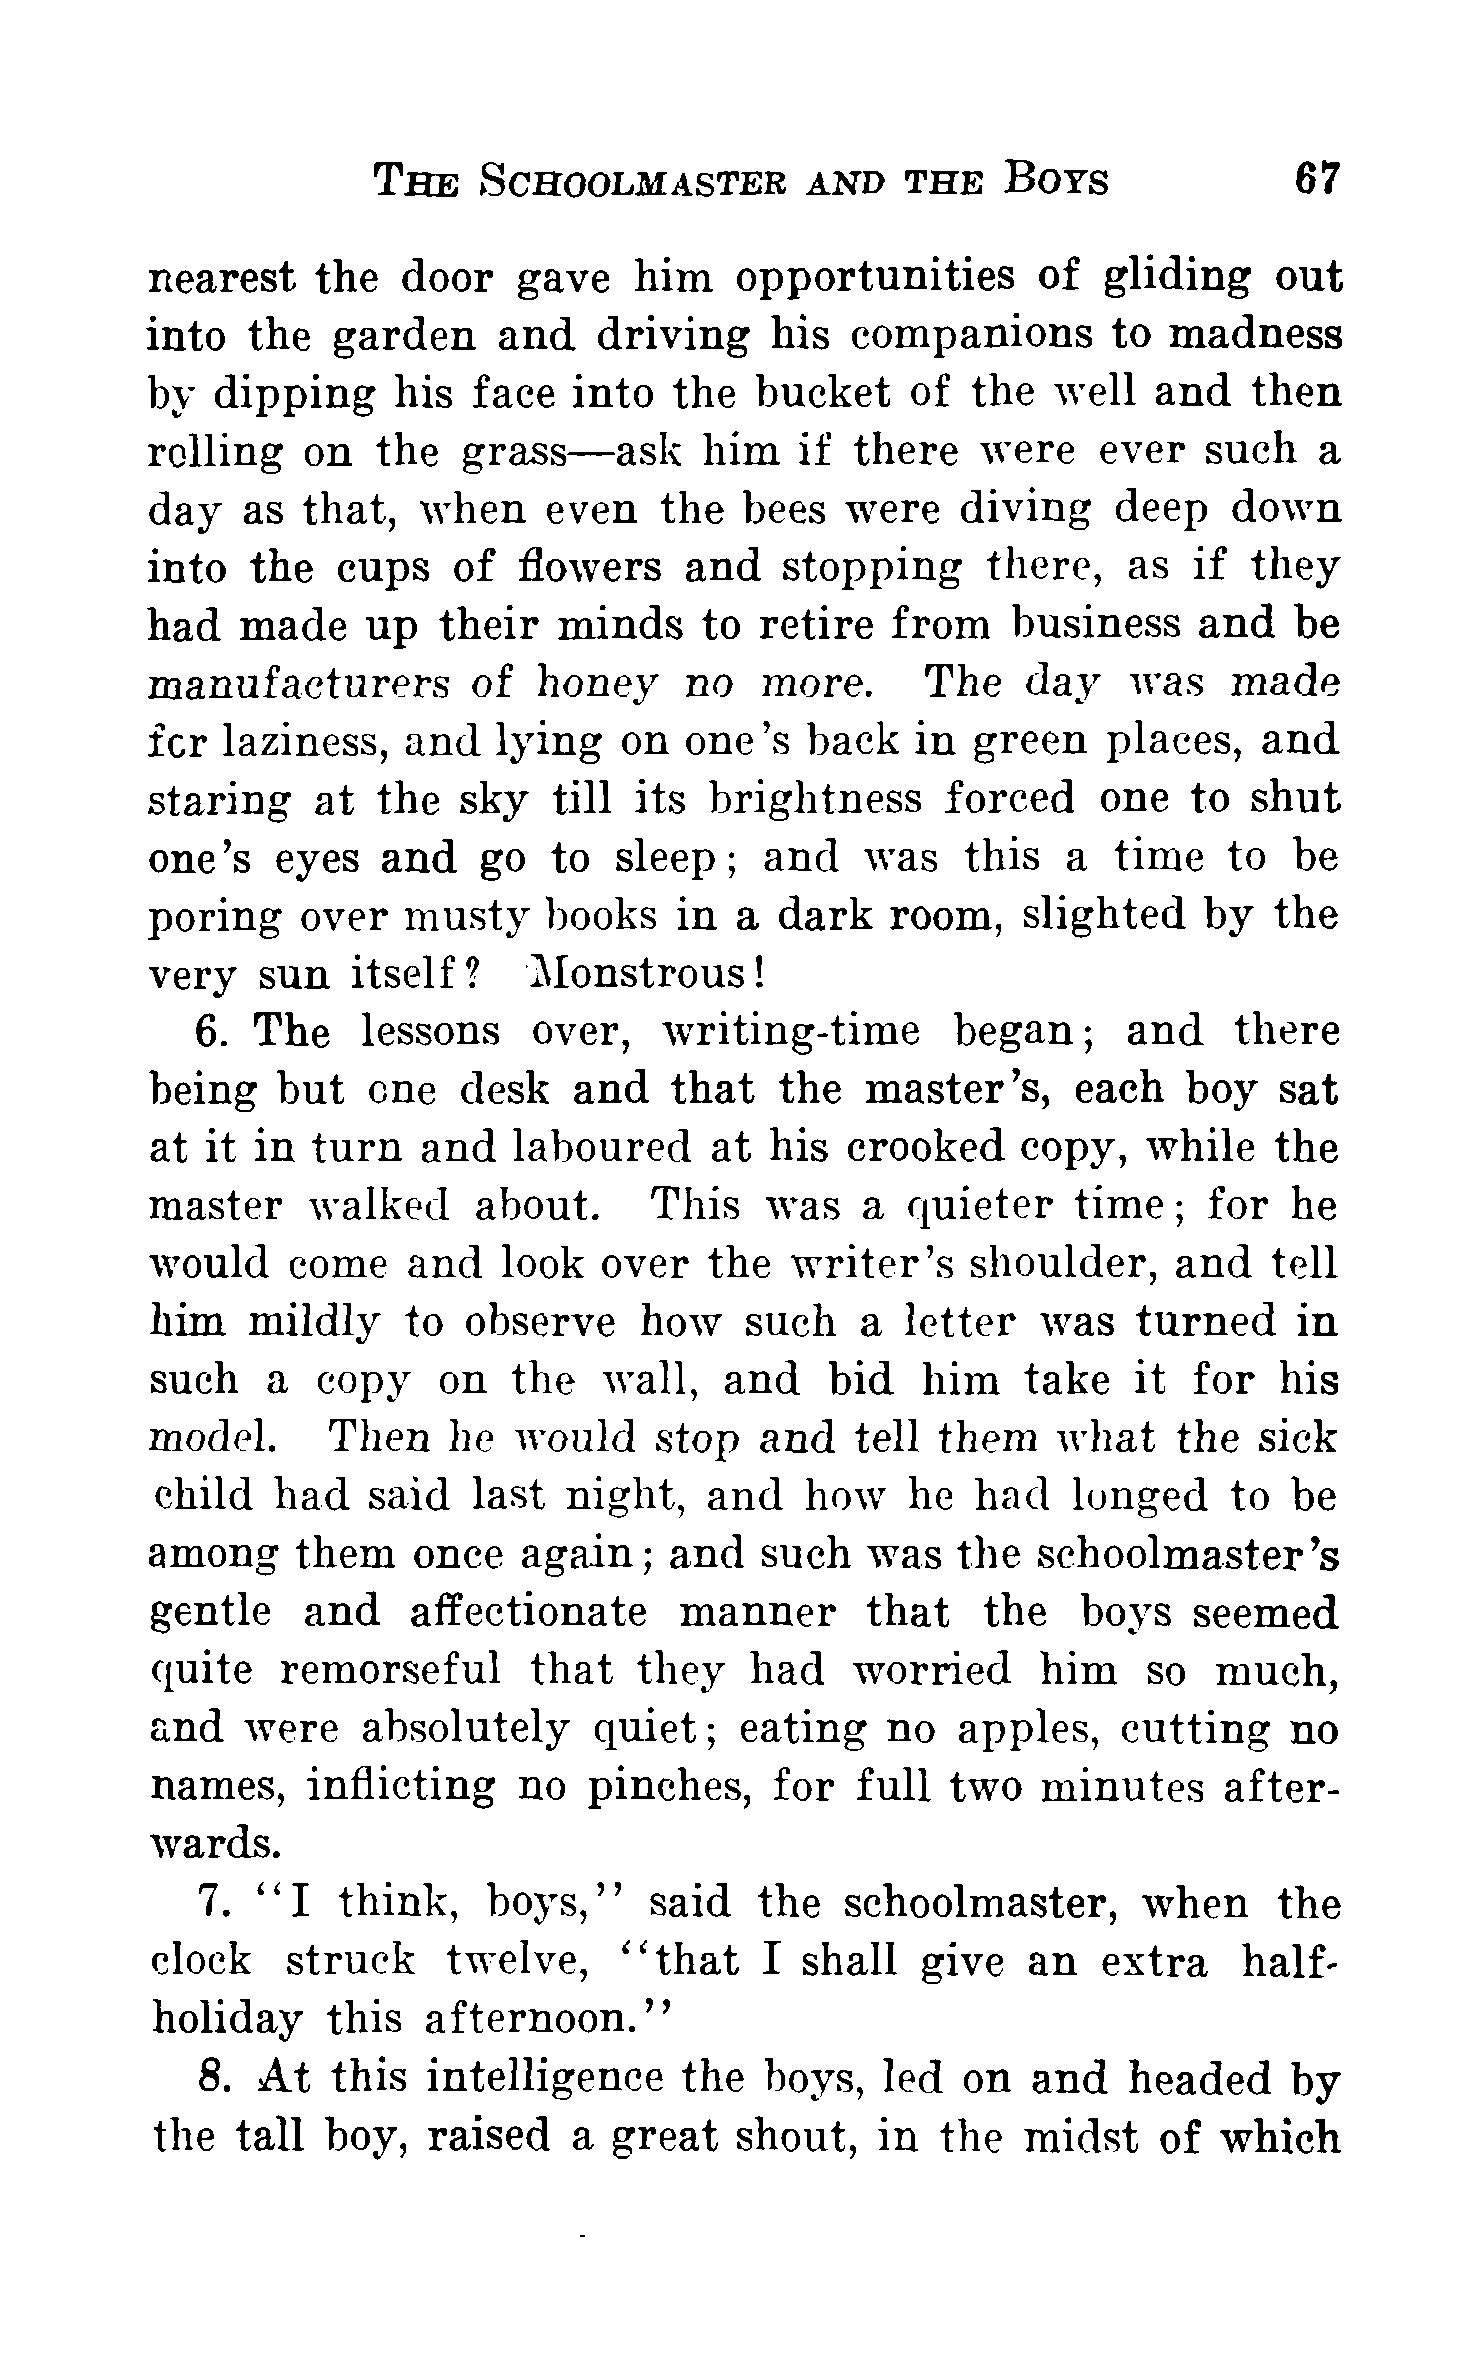 The Schoolmaster and the Boys 67
nearest the door gave him opportunities of gliding out
into the garden and driving his companions to madness
by dipping his face into the bucket of the well and then
rolling on the grass—ask him if there were ever such a
day as that, when even the bees were diving deep down
into the cups of flowers and stopping there, as if they
had made up their minds to retire from business and be
manufacturers of honey no more. The day was made
for laziness, and lying on one's back in green places, and
staring at the sky till its brightness forced one to shut
one's eyes and go to sleep; and was this a time to be
poring over musty books in a dark room, slighted by the
very sun itself? Monstrous!
6. The lessons over, writing-time began; and there
being but one desk and that the master's, each boy sat
at it in turn and laboured at his crooked copy, while the
master walked about. This was a quieter time; for he
would come and look over the writer's shoulder, and tell
him mildly to observe how such a letter was turned in
such a copy on the wall, and bid him take it for his
model. Then he would stop and tell them what the sick
child had said last night, and how he had longed to be
among them once again; and such was the schoolmaster's
gentle and affectionate manner that the boys seemed
quite remorseful that they had worried him so much,
and were absolutely quiet; eating no apples, cutting no
names, inflicting no pinches, for full two minutes after-
wards.
7. "I think, boys," said the schoolmaster, when the
clock struck twelve, "that I shall give an extra half-
holiday this afternoon."
8. At this intelligence the boys, led on and headed by
the tall boy, raised a great shout, in the midst of which